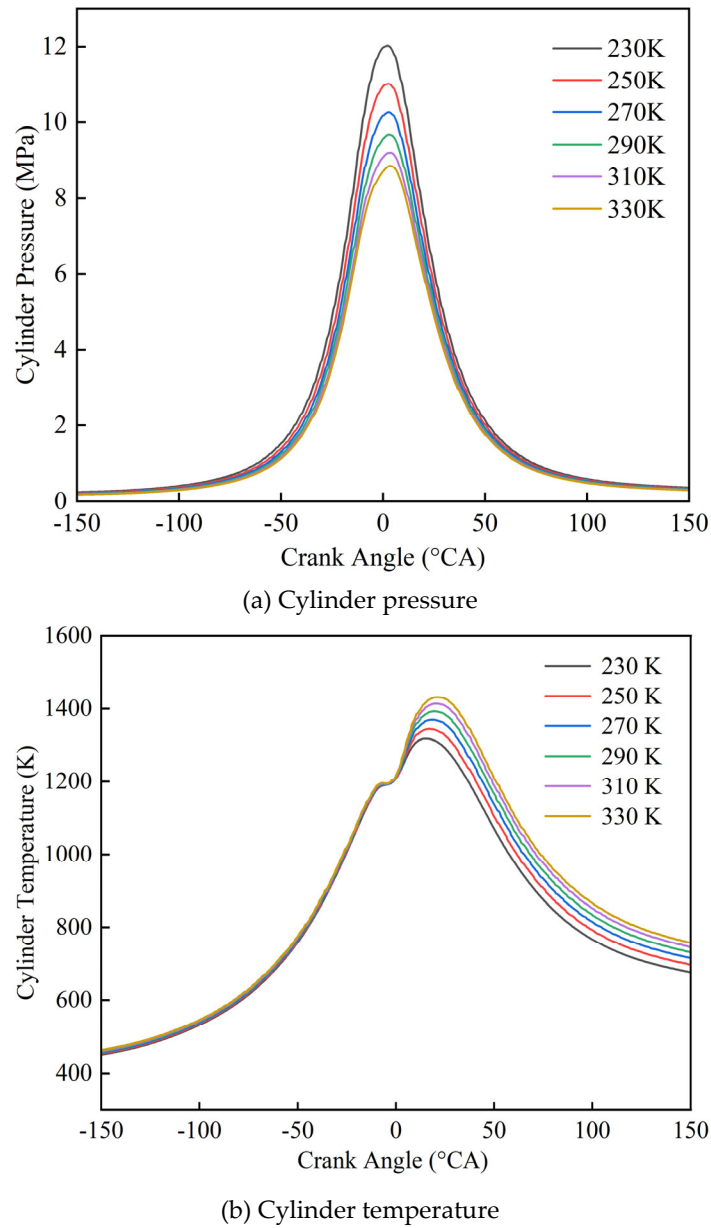 12
10
8
6
4
2
0
Cylinder Pressure (MPa)
230K
250K
270K
290K
310K
330K
-150 -100 -50 0 50 100 150
Crank Angle (°CA)
(a) Cylinder pressure
1600
1400
1200
1000
800
600
400
Cylinder Temperature (K)
230 K
250 K
270 K
290 K
310 K
330 K
-150 -100 -50 0 50 100 150
Crank Angle (°CA)
(b) Cylinder temperature